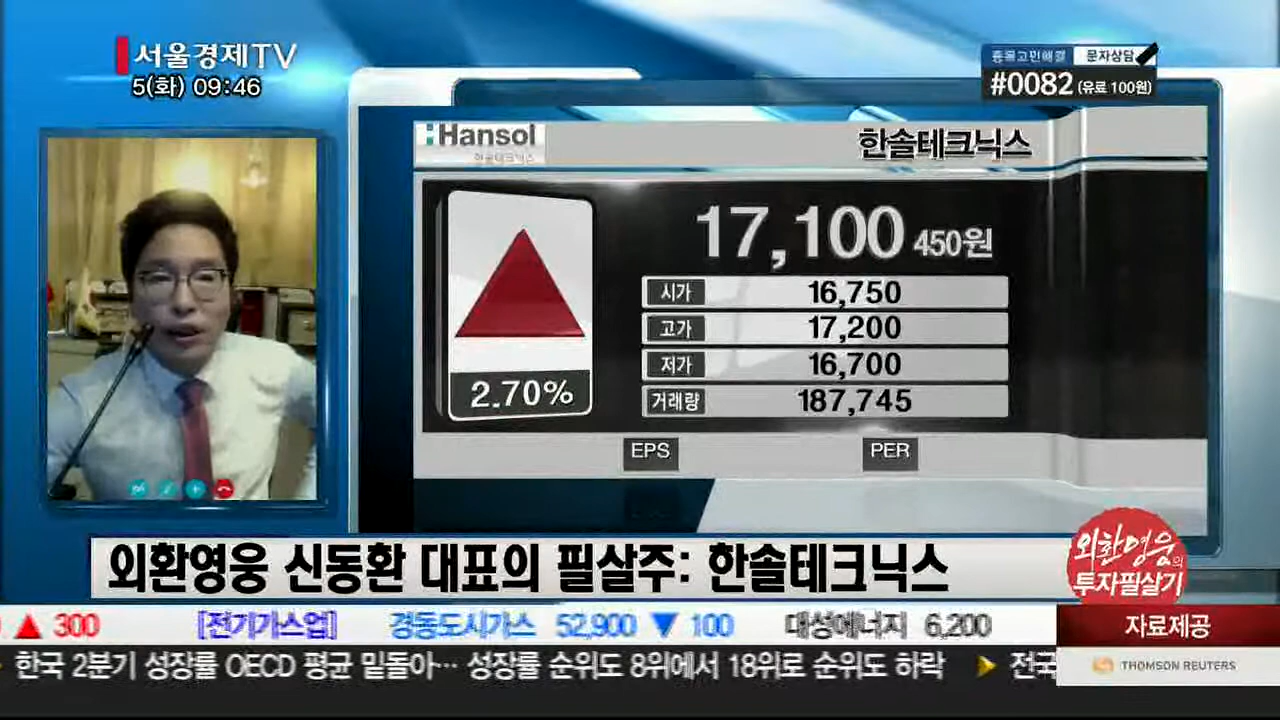 서울경제TV
5(화) 09:46
종목고민해결 문자상담
#0082 (유료 100원)
Hansol
한솔테크닉스
한솔테크닉스
17,100 450원
2.70%
시가 16,750
고가 17,200
저가 16,700
거래량 187,745
EPS PER
외환영웅 신동환 대표의 필살주: 한솔테크닉스
외환영웅의
투자필살기
▲ 300 [전기가스업] 경동도시가스 52,900 ▼ 100 대성에너지 6,200
자료제공
한국 2분기 성장률 OECD 평균 밑돌아… 성장률 순위도 8위에서 18위로 순위도 하락 ▶ 전국
THOMSON REUTERS